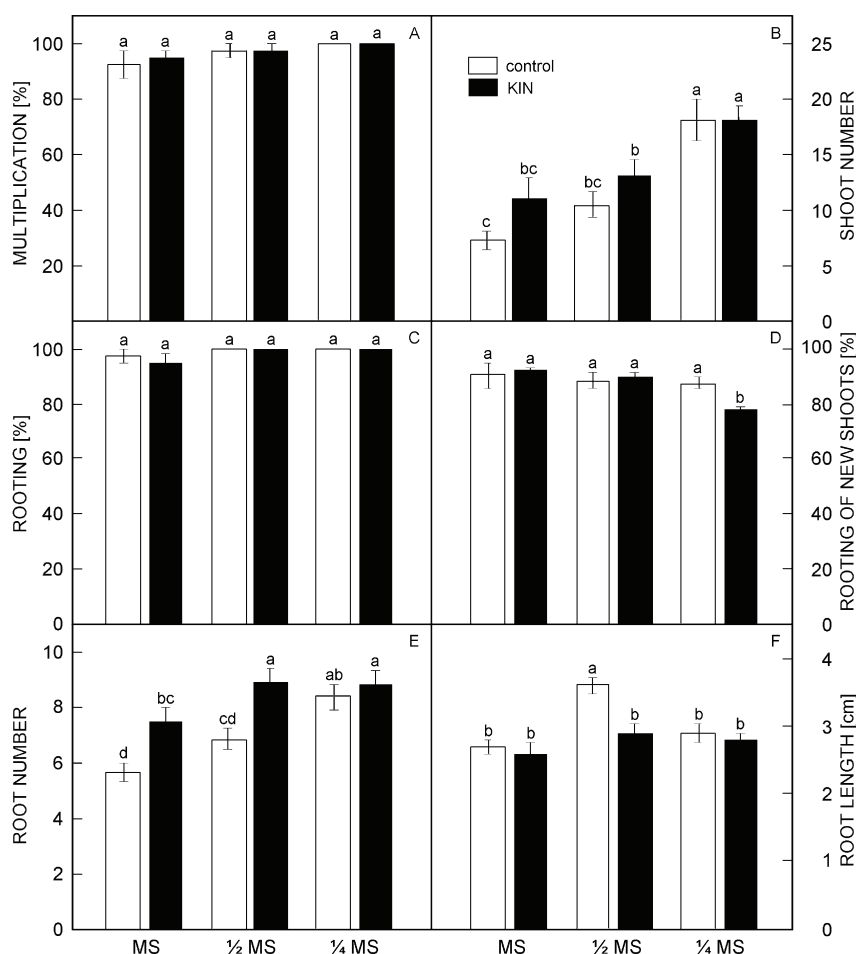 MULTIPLICATION [%]
100
80
60
40
20
a a a a a a
A
B
control
KIN
c bc bc b a a
25
20
15
10
5
0
SHOOT NUMBER
ROOTING [%]
100
80
60
40
20
0
a a a a a a
C
D
a a a a a b
100
80
60
40
20
0
ROOTING OF NEW SHOOTS [%]
ROOT NUMBER
10
8
6
4
2
0
d bc cd a ab a
E
F
b b a b b b
4
3
2
1
0
ROOT LENGTH [cm]
MS ½ MS ¼ MS
MS ½ MS ¼ MS